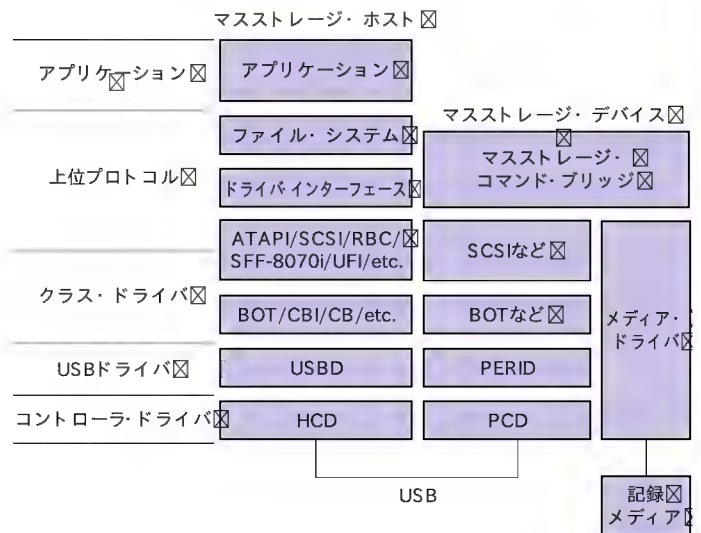 マスストレージ・ホスト
アプリケーション
アプリケーション
マスストレージ・デバイス
ファイル・システム
マスストレージ・
コマンド・ブリッジ
上位プロトコル
ドライバ・インターフェース
ATAPI/SCSI/RBC/
SFF-8070i/UFI/etc.
SCSIなど
クラス・ドライバ
BOT/CBI/CB/etc.
BOTなど
メディア・
ドライバ
USBドライバ
USBD
PERID
コントローラ・ドライバ
HCD
PCD
USB
記録
メディア